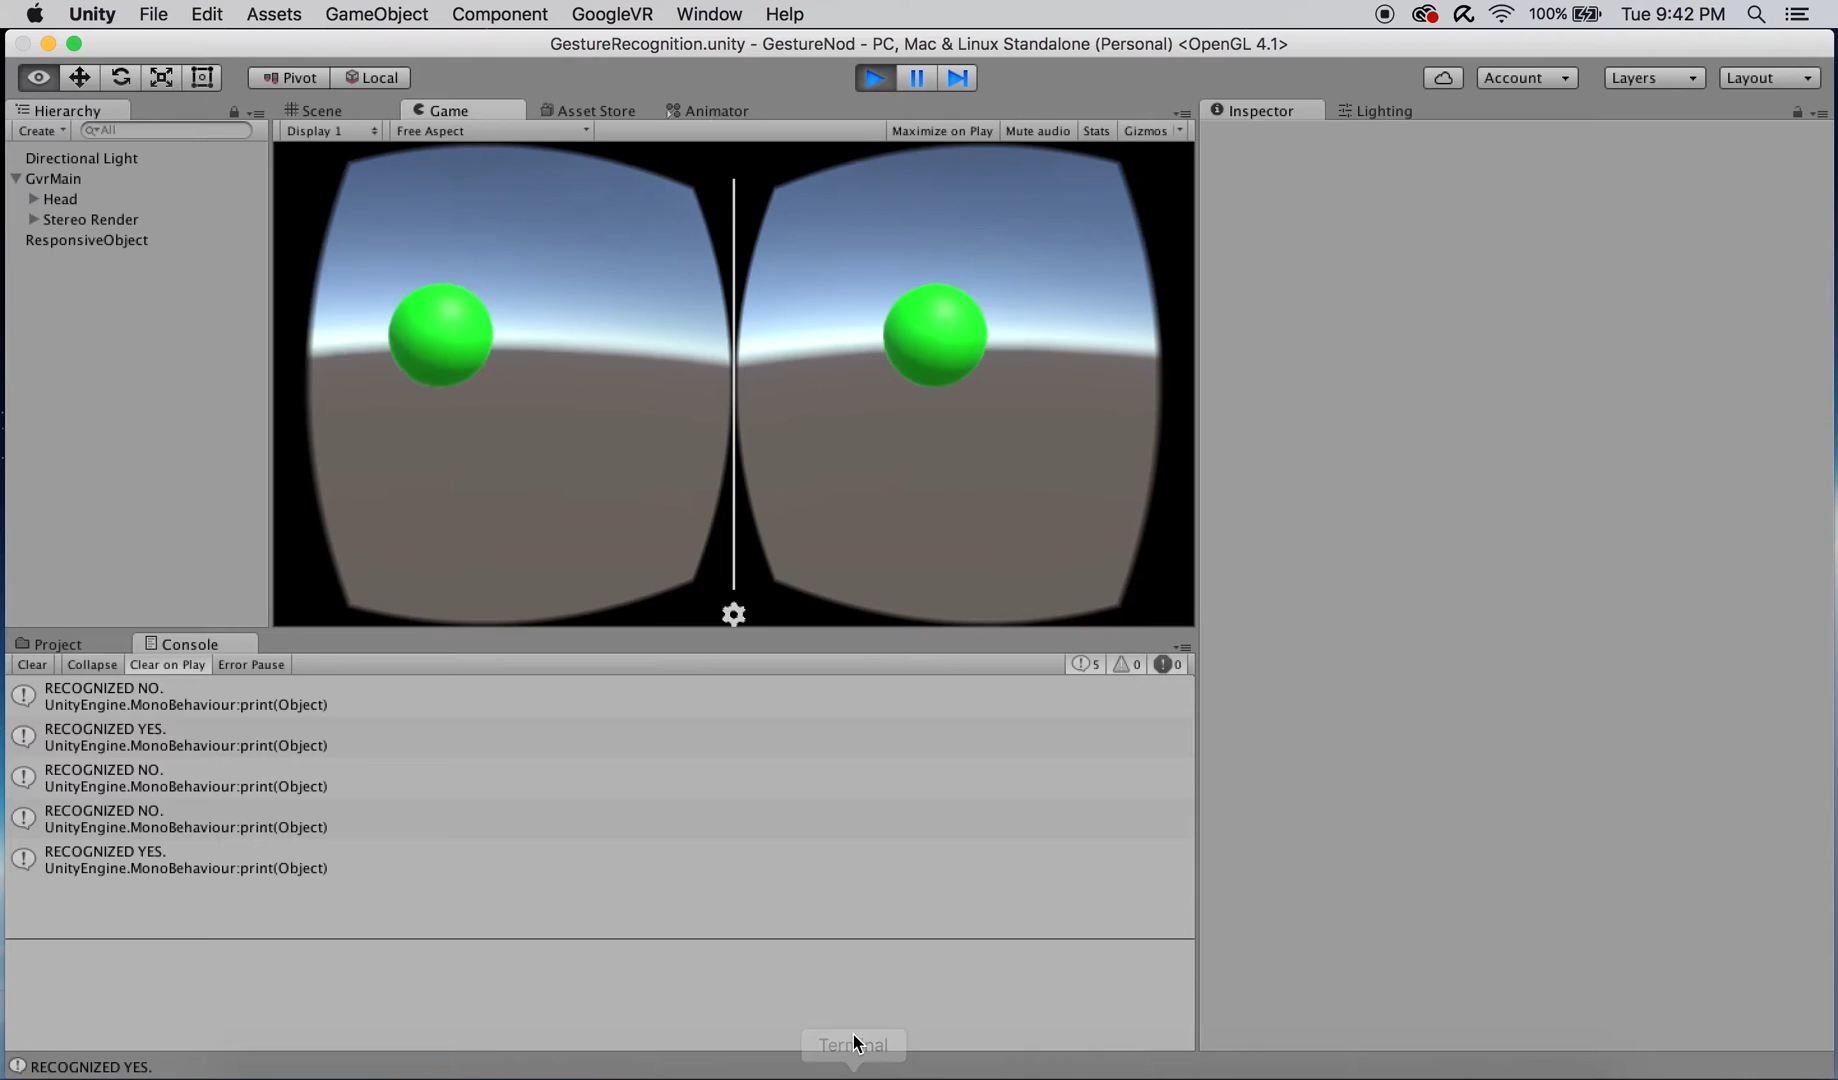 Unity File Edit Assets GameObject Component GoogleVR Window Help 100% Tue 9:42 PM
GestureRecognition.unity - GestureNod - PC, Mac & Linux Standalone (Personal) <OpenGL 4.1>
Pivot Local Account Layers Layout
Hierarchy Scene Game Asset Store Animator Inspector Lighting
Create All Display 1 Free Aspect Maximize on Play Mute audio Stats Gizmos
Directional Light
GvrMain
Head
Stereo Render
ResponsiveObject
Project Console
Clear Collapse Clear on Play Error Pause 5 0 0
RECOGNIZED NO.
UnityEngine.MonoBehaviour:print(Object)
RECOGNIZED YES.
UnityEngine.MonoBehaviour:print(Object)
RECOGNIZED NO.
UnityEngine.MonoBehaviour:print(Object)
RECOGNIZED NO.
UnityEngine.MonoBehaviour:print(Object)
RECOGNIZED YES.
UnityEngine.MonoBehaviour:print(Object)
Terminal
RECOGNIZED YES.